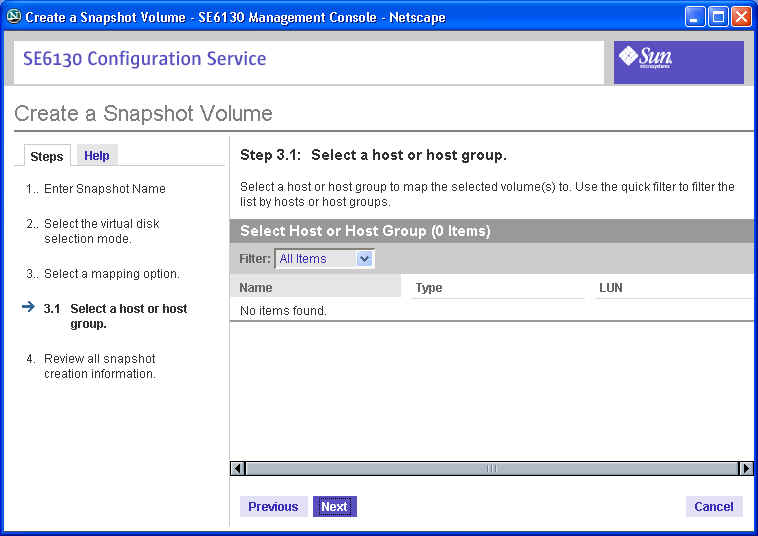 Create a Snapshot Volume - SE6130 Management Console - Netscape
SE6130 Configuration Service
Sun
microsystems
Create a Snapshot Volume
Steps
Help
1.. Enter Snapshot Name
2.. Select the virtual disk
selection mode.
3.. Select a mapping option.
3.1 Select a host or host
group.
4. Review all snapshot
creation information.
Step 3.1: Select a host or host group.
Select a host or host group to map the selected volume(s) to. Use the quick filter to filter the
list by hosts or host groups.
Select Host or Host Group (0 Items)
Filter: All Items
Name Type LUN
No items found.
Previous Next Cancel